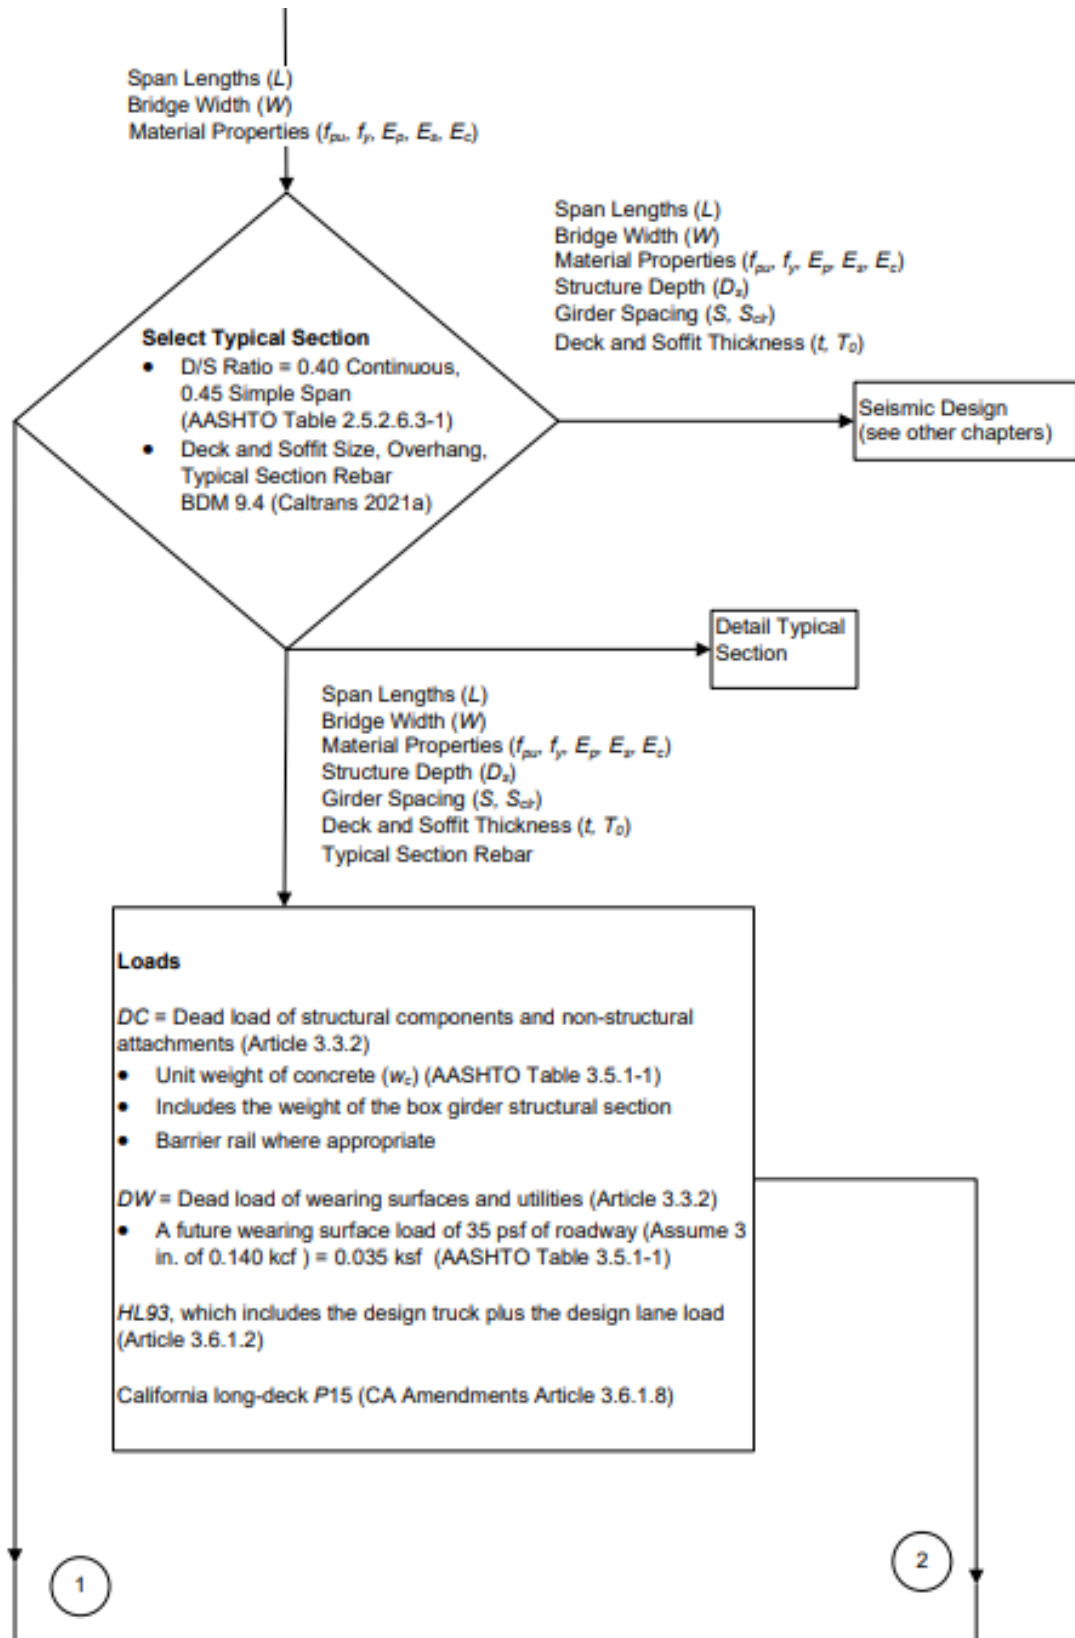 Span Lengths (L)
Bridge Width (W)
Material Properties (fpu, fy, Ep, Es, Ec)
Span Lengths (L)
Bridge Width (W)
Material Properties (fpu, fy, Ep, Es, Ec)
Structure Depth (Ds)
Girder Spacing (S, Sclr)
Deck and Soffit Thickness (t, T0)
Select Typical Section
• D/S Ratio = 0.40 Continuous,
0.45 Simple Span
(AASHTO Table 2.5.2.6.3-1)
• Deck and Soffit Size, Overhang,
Typical Section Rebar
BDM 9.4 (Caltrans 2021a)
Seismic Design
(see other chapters)
Detail Typical
Section
Span Lengths (L)
Bridge Width (W)
Material Properties (fpu, fy, Ep, Es, Ec)
Structure Depth (Ds)
Girder Spacing (S, Sclr)
Deck and Soffit Thickness (t, T0)
Typical Section Rebar
Loads
DC = Dead load of structural components and non-structural
attachments (Article 3.3.2)
• Unit weight of concrete (wc) (AASHTO Table 3.5.1-1)
• Includes the weight of the box girder structural section
• Barrier rail where appropriate
DW = Dead load of wearing surfaces and utilities (Article 3.3.2)
• A future wearing surface load of 35 psf of roadway (Assume 3
in. of 0.140 kcf ) = 0.035 ksf (AASHTO Table 3.5.1-1)
HL93, which includes the design truck plus the design lane load
(Article 3.6.1.2)
California long-deck P15 (CA Amendments Article 3.6.1.8)
1
2